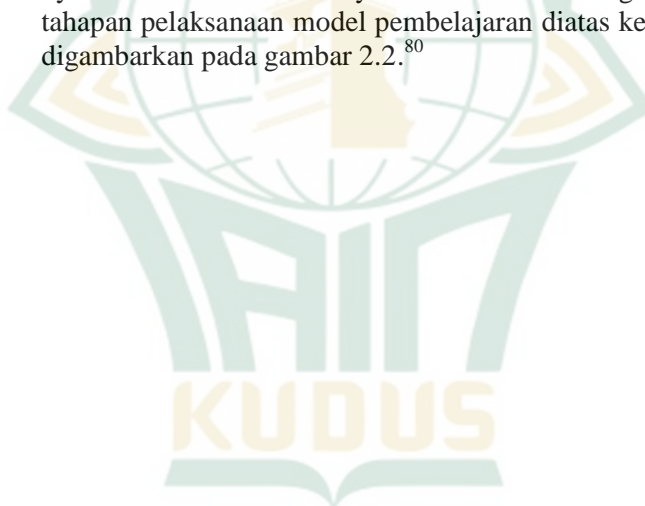 tahapan pelaksanaan model pembelajaran diatas ke
digambarkan pada gambar 2.2.80
IAIN
KUDUS